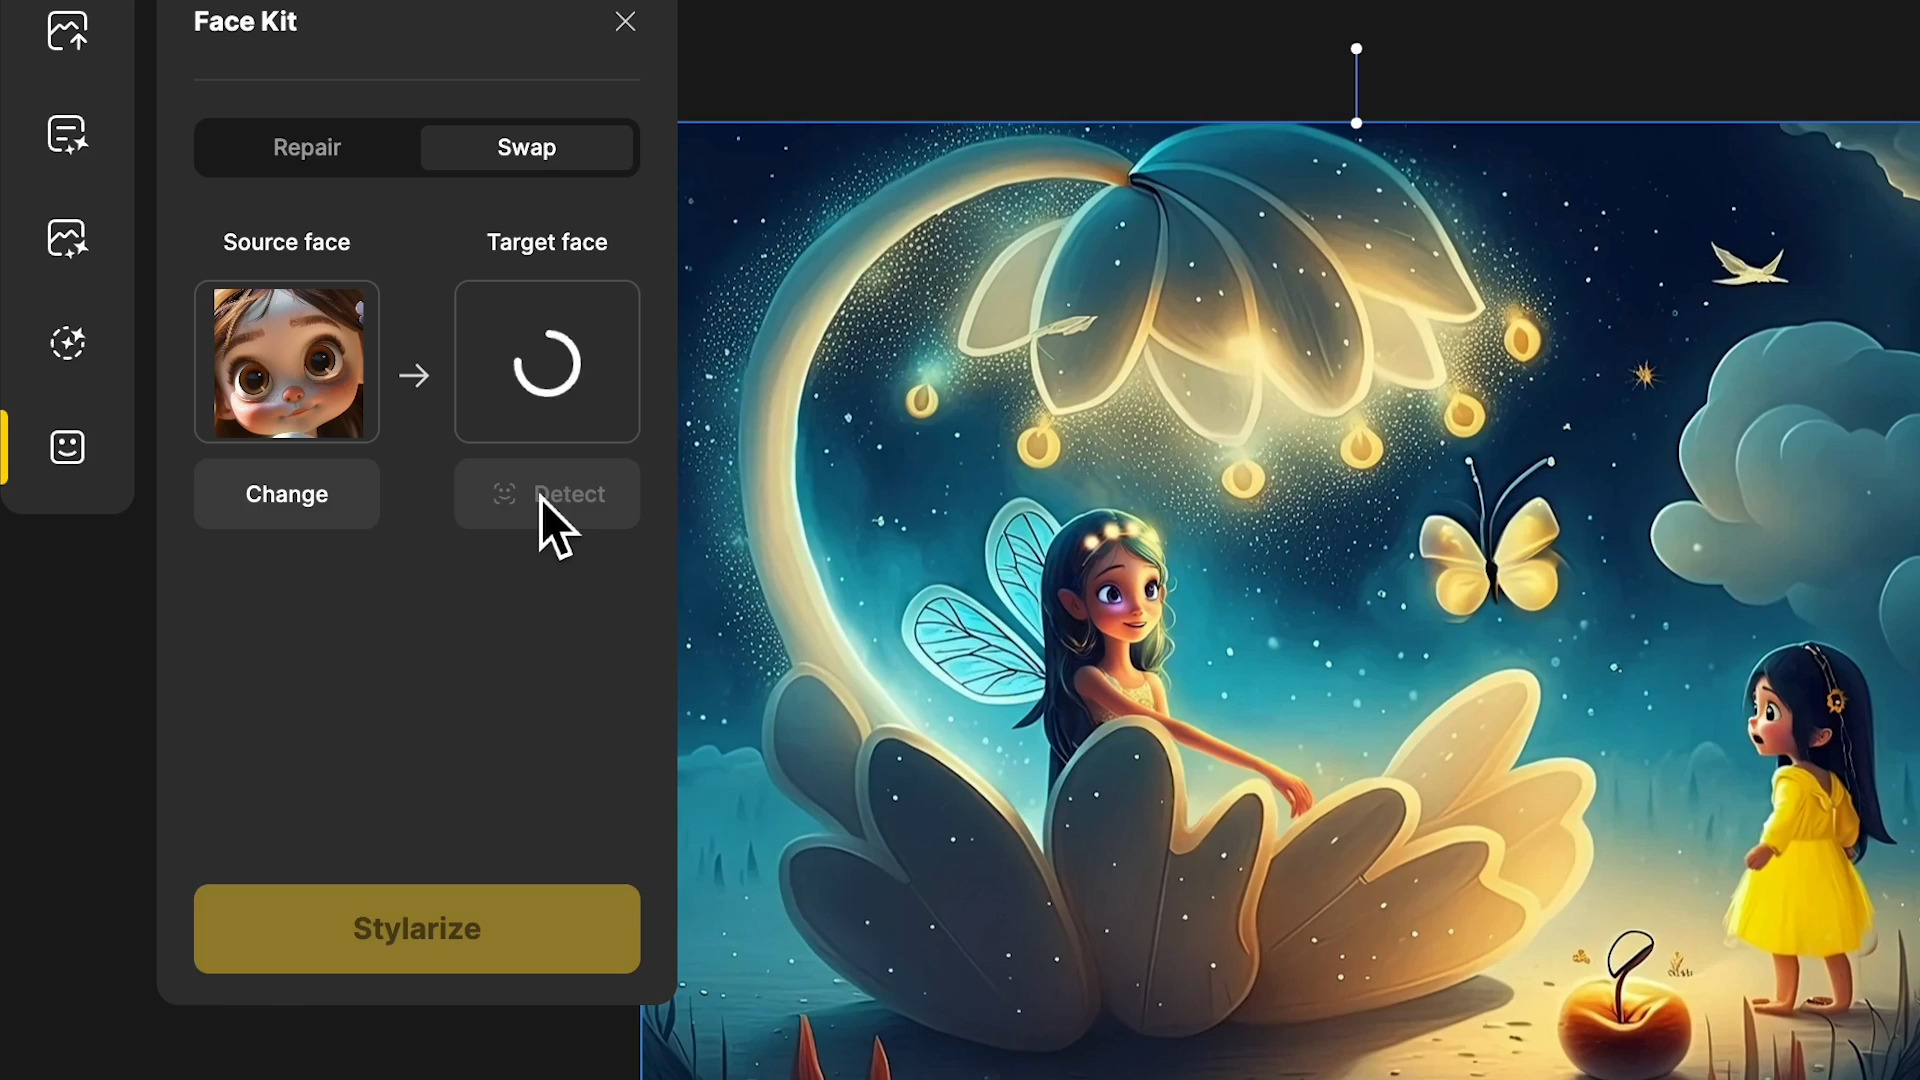 Face Kit
Repair
Swap
Source face
Target face
Change
Detect
Stylarize